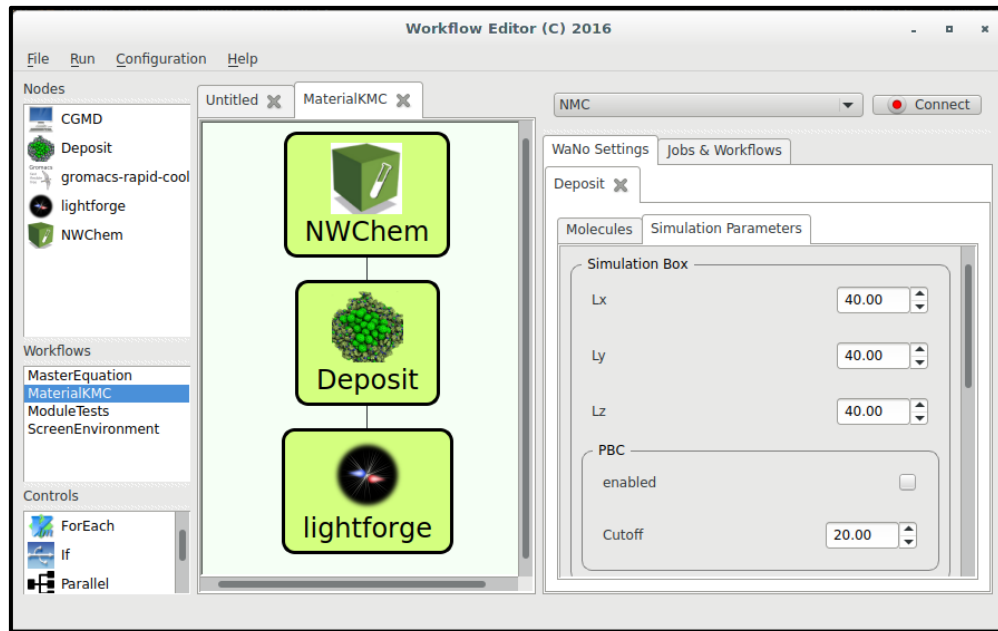 Workflow Editor (C) 2016
File Run Configuration Help
Nodes
CGMD
Deposit
Gromacs
gromacs-rapid-cool
lightforge
NWChem
Workflows
MasterEquation
MaterialKMC
ModuleTests
ScreenEnvironment
Controls
ForEach
If
Parallel
Untitled
MaterialKMC
NWChem
Deposit
lightforge
NMC
Connect
WaNo Settings
Jobs & Workflows
Deposit
Molecules
Simulation Parameters
Simulation Box
Lx 40.00
Ly 40.00
Lz 40.00
PBC
enabled
Cutoff 20.00